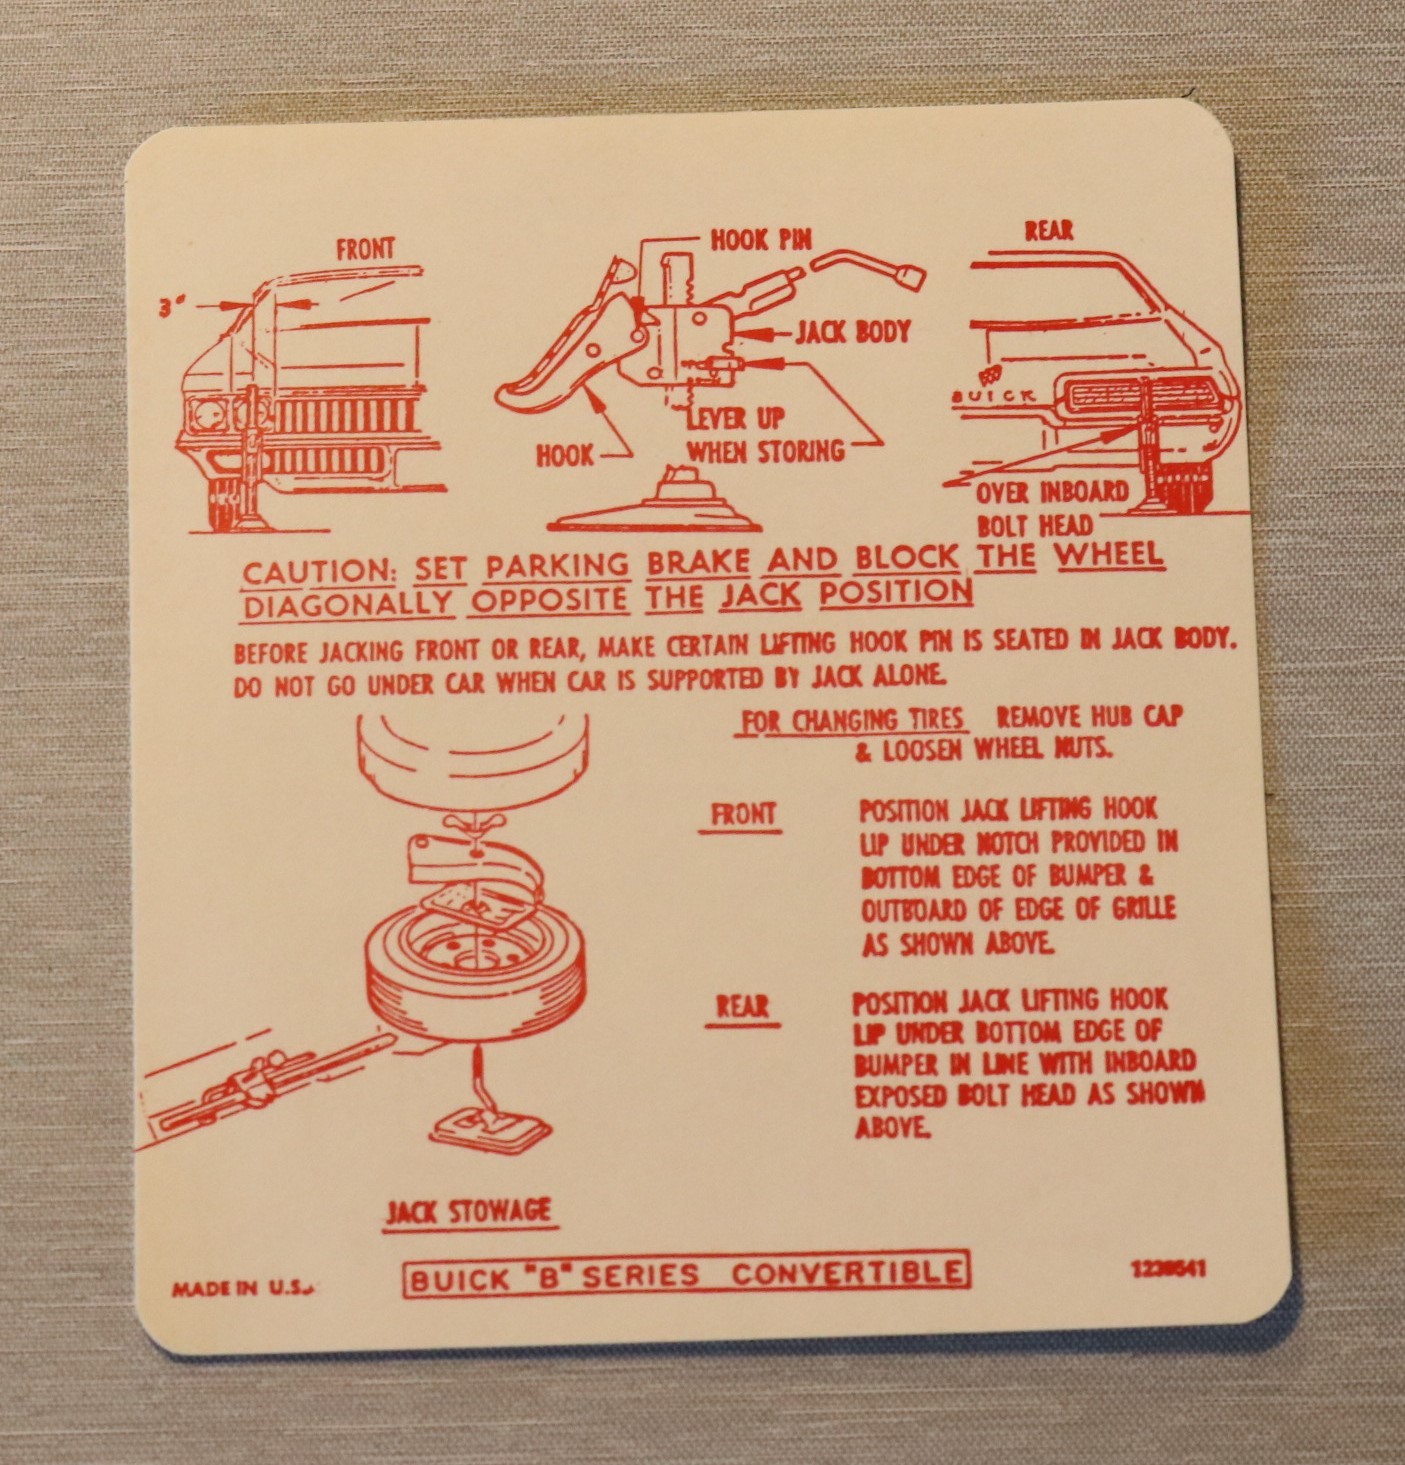 FRONT
3"
HOOK PIN
REAR
JACK BODY
BUICK
LEVER UP
WHEN STORING
HOOK
OVER INBOARD
BOLT HEAD
CAUTION: SET PARKING BRAKE AND BLOCK THE WHEEL
DIAGONALLY OPPOSITE THE JACK POSITION
BEFORE JACKING FRONT OR REAR, MAKE CERTAIN LIFTING HOOK PIN IS SEATED IN JACK BODY.
DO NOT GO UNDER CAR WHEN CAR IS SUPPORTED BY JACK ALONE.
FOR CHANGING TIRES REMOVE HUB CAP
& LOOSEN WHEEL NUTS.
FRONT
POSITION JACK LIFTING HOOK
LIP UNDER NOTCH PROVIDED IN
BOTTOM EDGE OF BUMPER &
OUTBOARD OF EDGE OF GRILLE
AS SHOWN ABOVE.
REAR
POSITION JACK LIFTING HOOK
LIP UNDER BOTTOM EDGE OF
BUMPER IN LINE WITH INBOARD
EXPOSED BOLT HEAD AS SHOWN
ABOVE.
JACK STOWAGE
MADE IN U.S.
BUICK "B" SERIES CONVERTIBLE